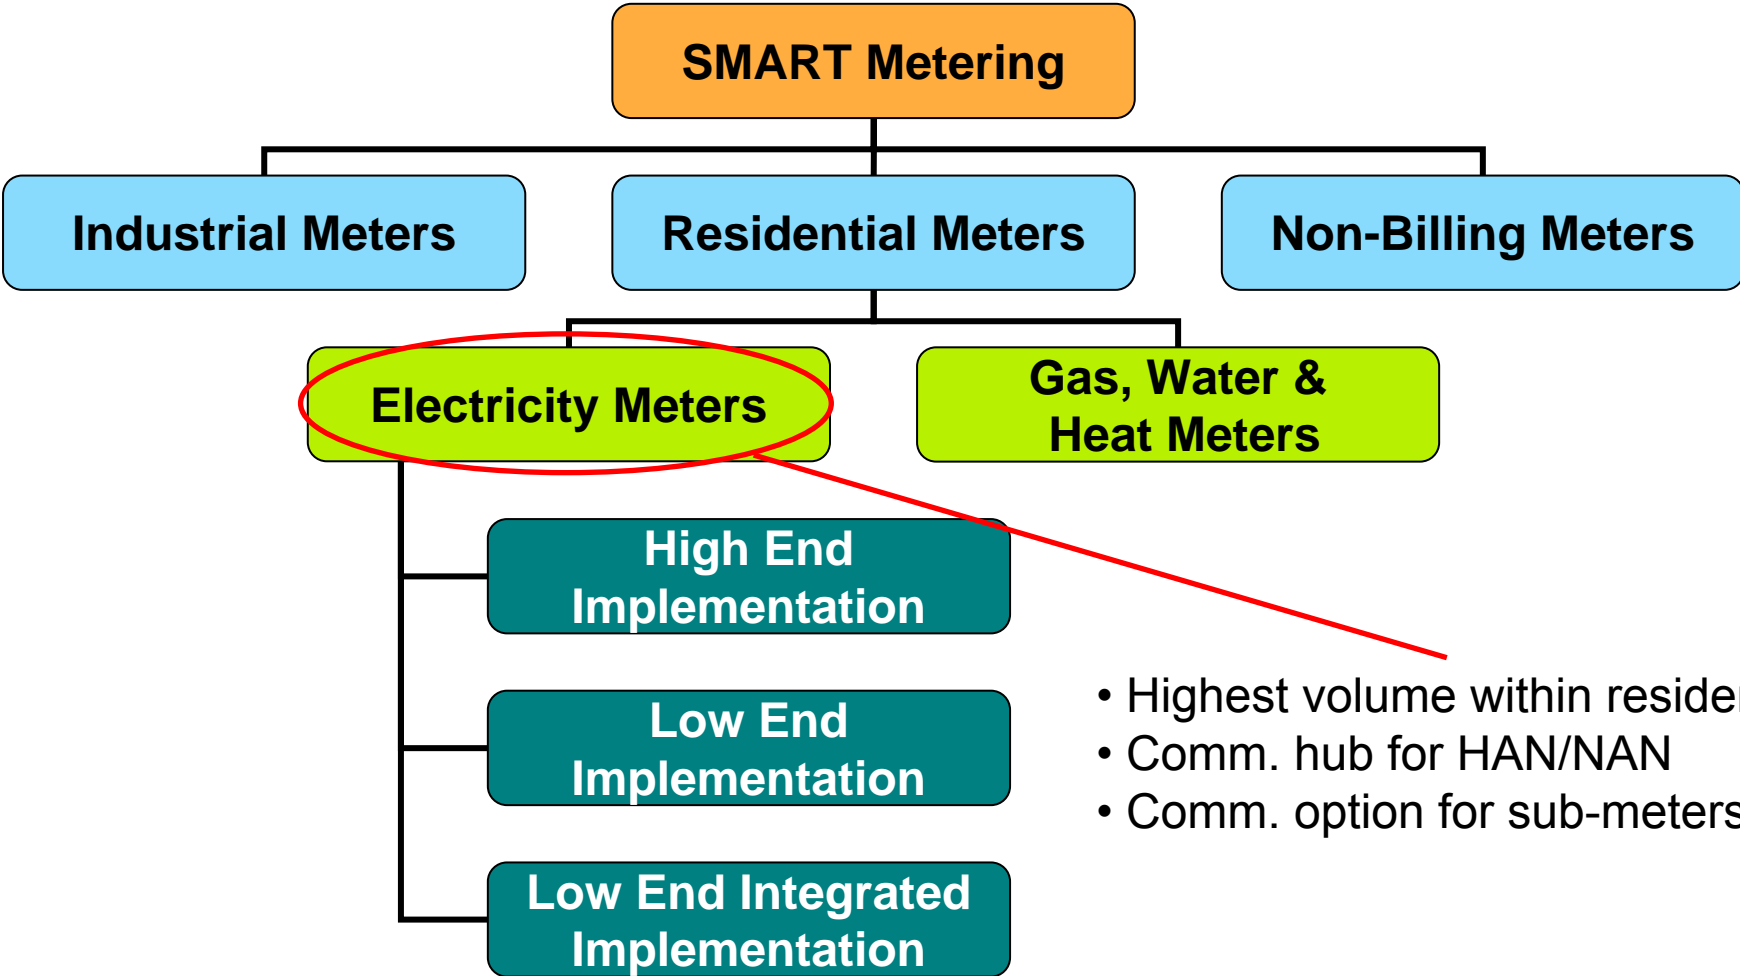 SMART Metering
Industrial Meters
Residential Meters
Non-Billing Meters
Electricity Meters
Gas, Water &
Heat Meters
High End
Implementation
Low End
Implementation
Low End Integrated
Implementation
• Highest volume within
• Comm. hub for HAN/NAN
• Comm. option for sub-meters